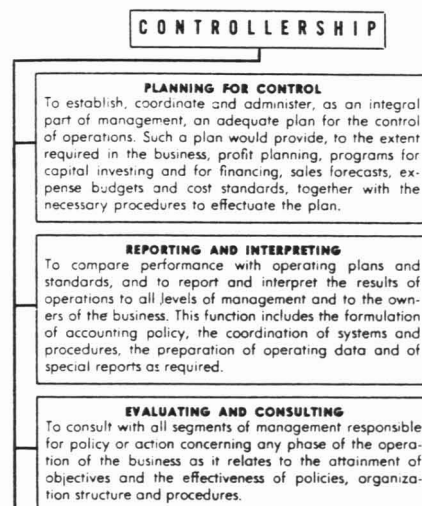 CONTROLLERSHIP
PLANNING FOR CONTROL
To establish, coordinate and administer, as an integral
part of management, an adequate plan for the control
of operations. Such a plan would provide, to the extent
required in the business, profit planning, programs for
capital investing and for financing, sales forecasts, ex-
pense budgets and cost standards, together with the
necessary procedures to effectuate the plan.
REPORTING AND INTERPRETING
To compare performance with operating plans and
standards, and to report and interpret the results of
operations to all levels of management and to the own-
ers of the business. This function includes the formulation
of accounting policy, the coordination of systems and
procedures, the preparation of operating data and of
special reports as required.
EVALUATING AND CONSULTING
To consult with all segments of management responsible
for policy or action concerning any phase of the opera-
tion of the business as it relates to the attainment of
objectives and the effectiveness of policies, organiza-
tion structure and procedures.